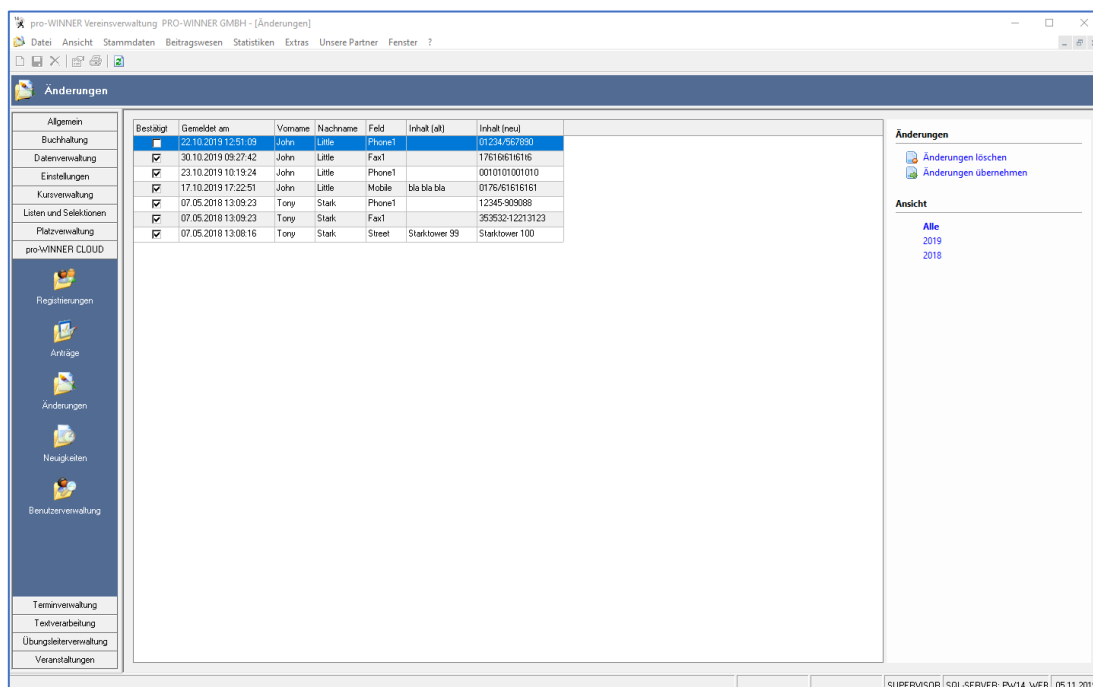 pro-WINNER Vereinsverwaltung PRO-WINNER GMBH - [Änderungen]
Datei Ansicht Stammdaten Beitragswesen Statistiken Extras Unsere Partner Fenster ?
Änderungen
Allgemein
Buchhaltung
Datenverwaltung
Einstellungen
Kursverwaltung
Listen und Selektionen
Platzverwaltung
pro-WINNER CLOUD
Registrierungen
Anträge
Änderungen
Neuigkeiten
Benutzerverwaltung
Terminverwaltung
Textverarbeitung
Übungsleiterverwaltung
Veranstaltungen
Bestätigt Gemeldet am Vorname Nachname Feld Inhalt (alt) Inhalt (neu)
22.10.2019 12:51:09 John Little Phone1 01234/567890
30.10.2019 09:27:42 John Little Fax1 17616t61t6!t6
23.10.2019 10:19:24 John Little Phone1 0010101001010
17.10.2019 17:22:51 John Little Mobile bla bla bla 0176/61616161
07.05.2018 13:09:23 Tony Stark Phone1 12345-909088
07.05.2018 13:09:23 Tony Stark Fax1 353532-12213123
07.05.2018 13:08:16 Tony Stark Street Starktower 99 Starktower 100
Änderungen
Änderungen löschen
Änderungen übernehmen
Ansicht
Alle
2019
2018
SUPERVISOR SQL-SERVER: PW14_WEB 05.11.201